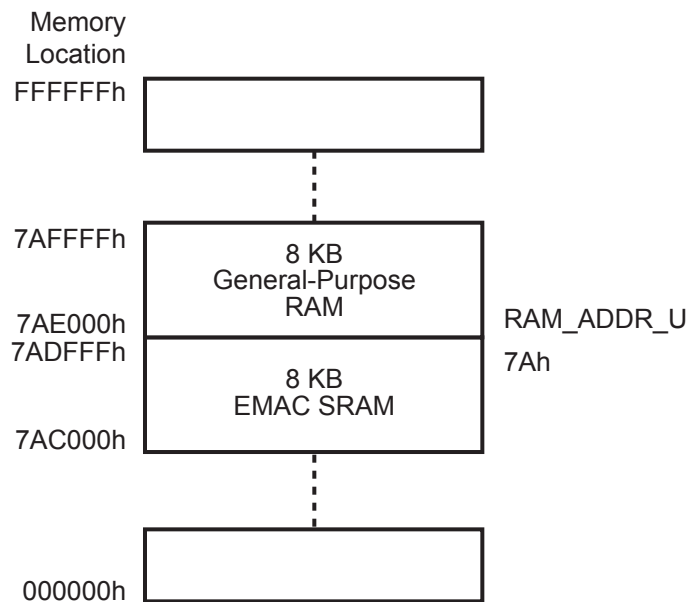 Memory
Location
FFFFFFh
7AFFFFh
8 KB
General-Purpose
RAM
7AE000h
RAM_ADDR_U
7ADFFFh
7Ah
8 KB
EMAC SRAM
7AC000h
000000h